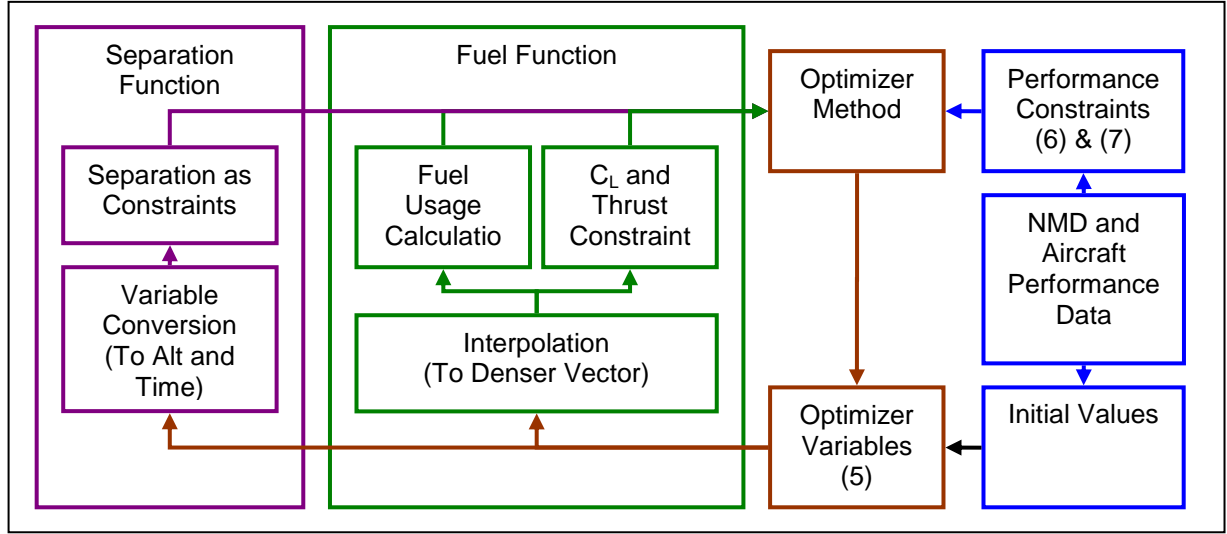 Separation
Function
Separation as
Constraints
Variable
Conversion
(To Alt and
Time)
Fuel Function
Fuel
Usage
Calculatio
C_L and
Thrust
Constraint
Interpolation
(To Denser Vector)
Optimizer
Method
Optimizer
Variables
(5)
Performance
Constraints
(6) & (7)
NMD and
Aircraft
Performance
Data
Initial Values